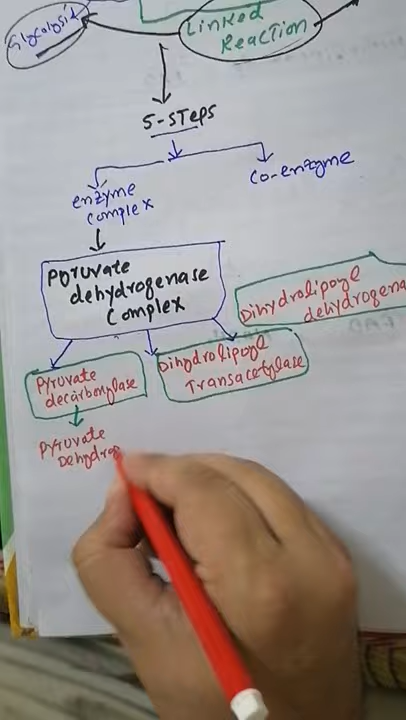 Glycolysis
Linked
Reaction
5-steps
enzyme
complex
Co-enzyme
pyruvate
dehydrogenase
Complex
Dihydrolipoyl
dehydrogena
Pyruvate
decarboxylase
Dihydrolipoyl
Transacetylase
Pyruvate
Dehydrog